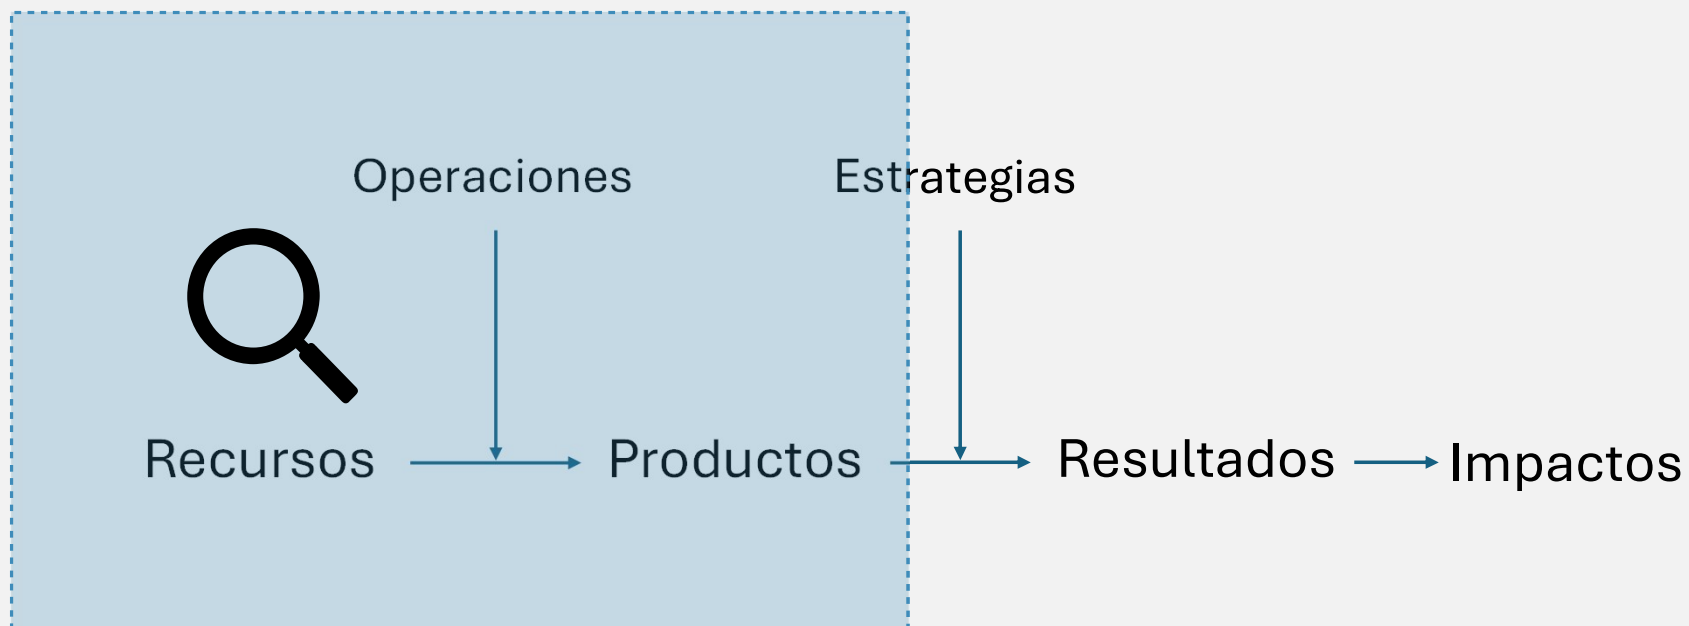 Operaciones
Estrategias
Recursos
Productos
Resultados
Impactos